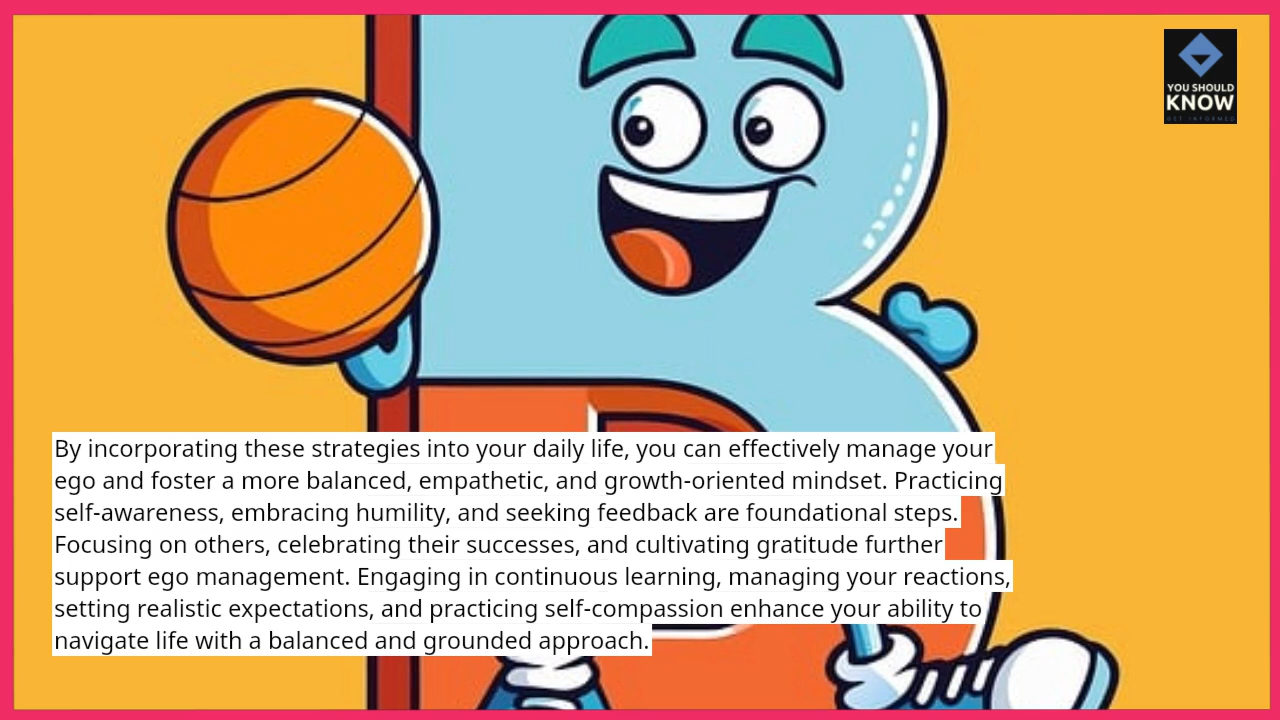 YOU SHOULD
KNOW
GET INFORMED
By incorporating these strategies into your daily life, you can effectively manage your
ego and foster a more balanced, empathetic, and growth-oriented mindset. Practicing
self-awareness, embracing humility, and seeking feedback are foundational steps.
Focusing on others, celebrating their successes, and cultivating gratitude further
support ego management. Engaging in continuous learning, managing your reactions,
setting realistic expectations, and practicing self-compassion enhance your ability to
navigate life with a balanced and grounded approach.